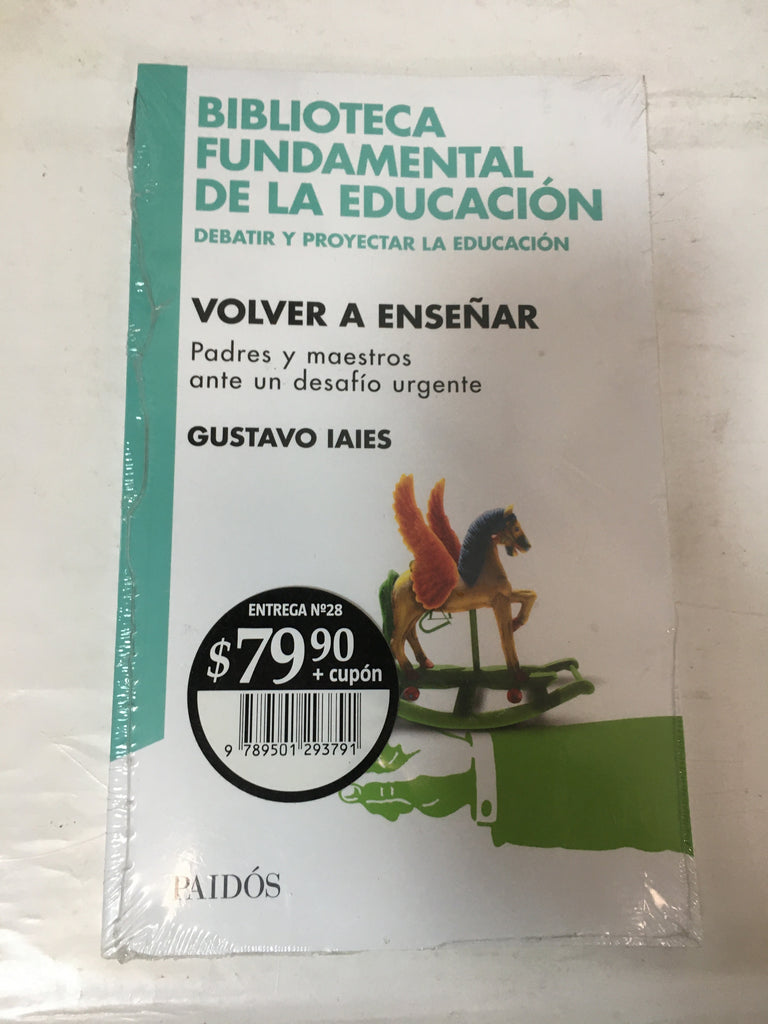 BIBLIOTECA
FUNDAMENTAL
DE LA EDUCACIÓN
DEBATIR Y PROYECTAR LA EDUCACIÓN
VOLVER A ENSEÑAR
Padres y maestros
ante un desafío urgente
GUSTAVO IAIES
ENTREGA Nº28
$79.90
+ cupón
9 789501 293791
PAIDÓS